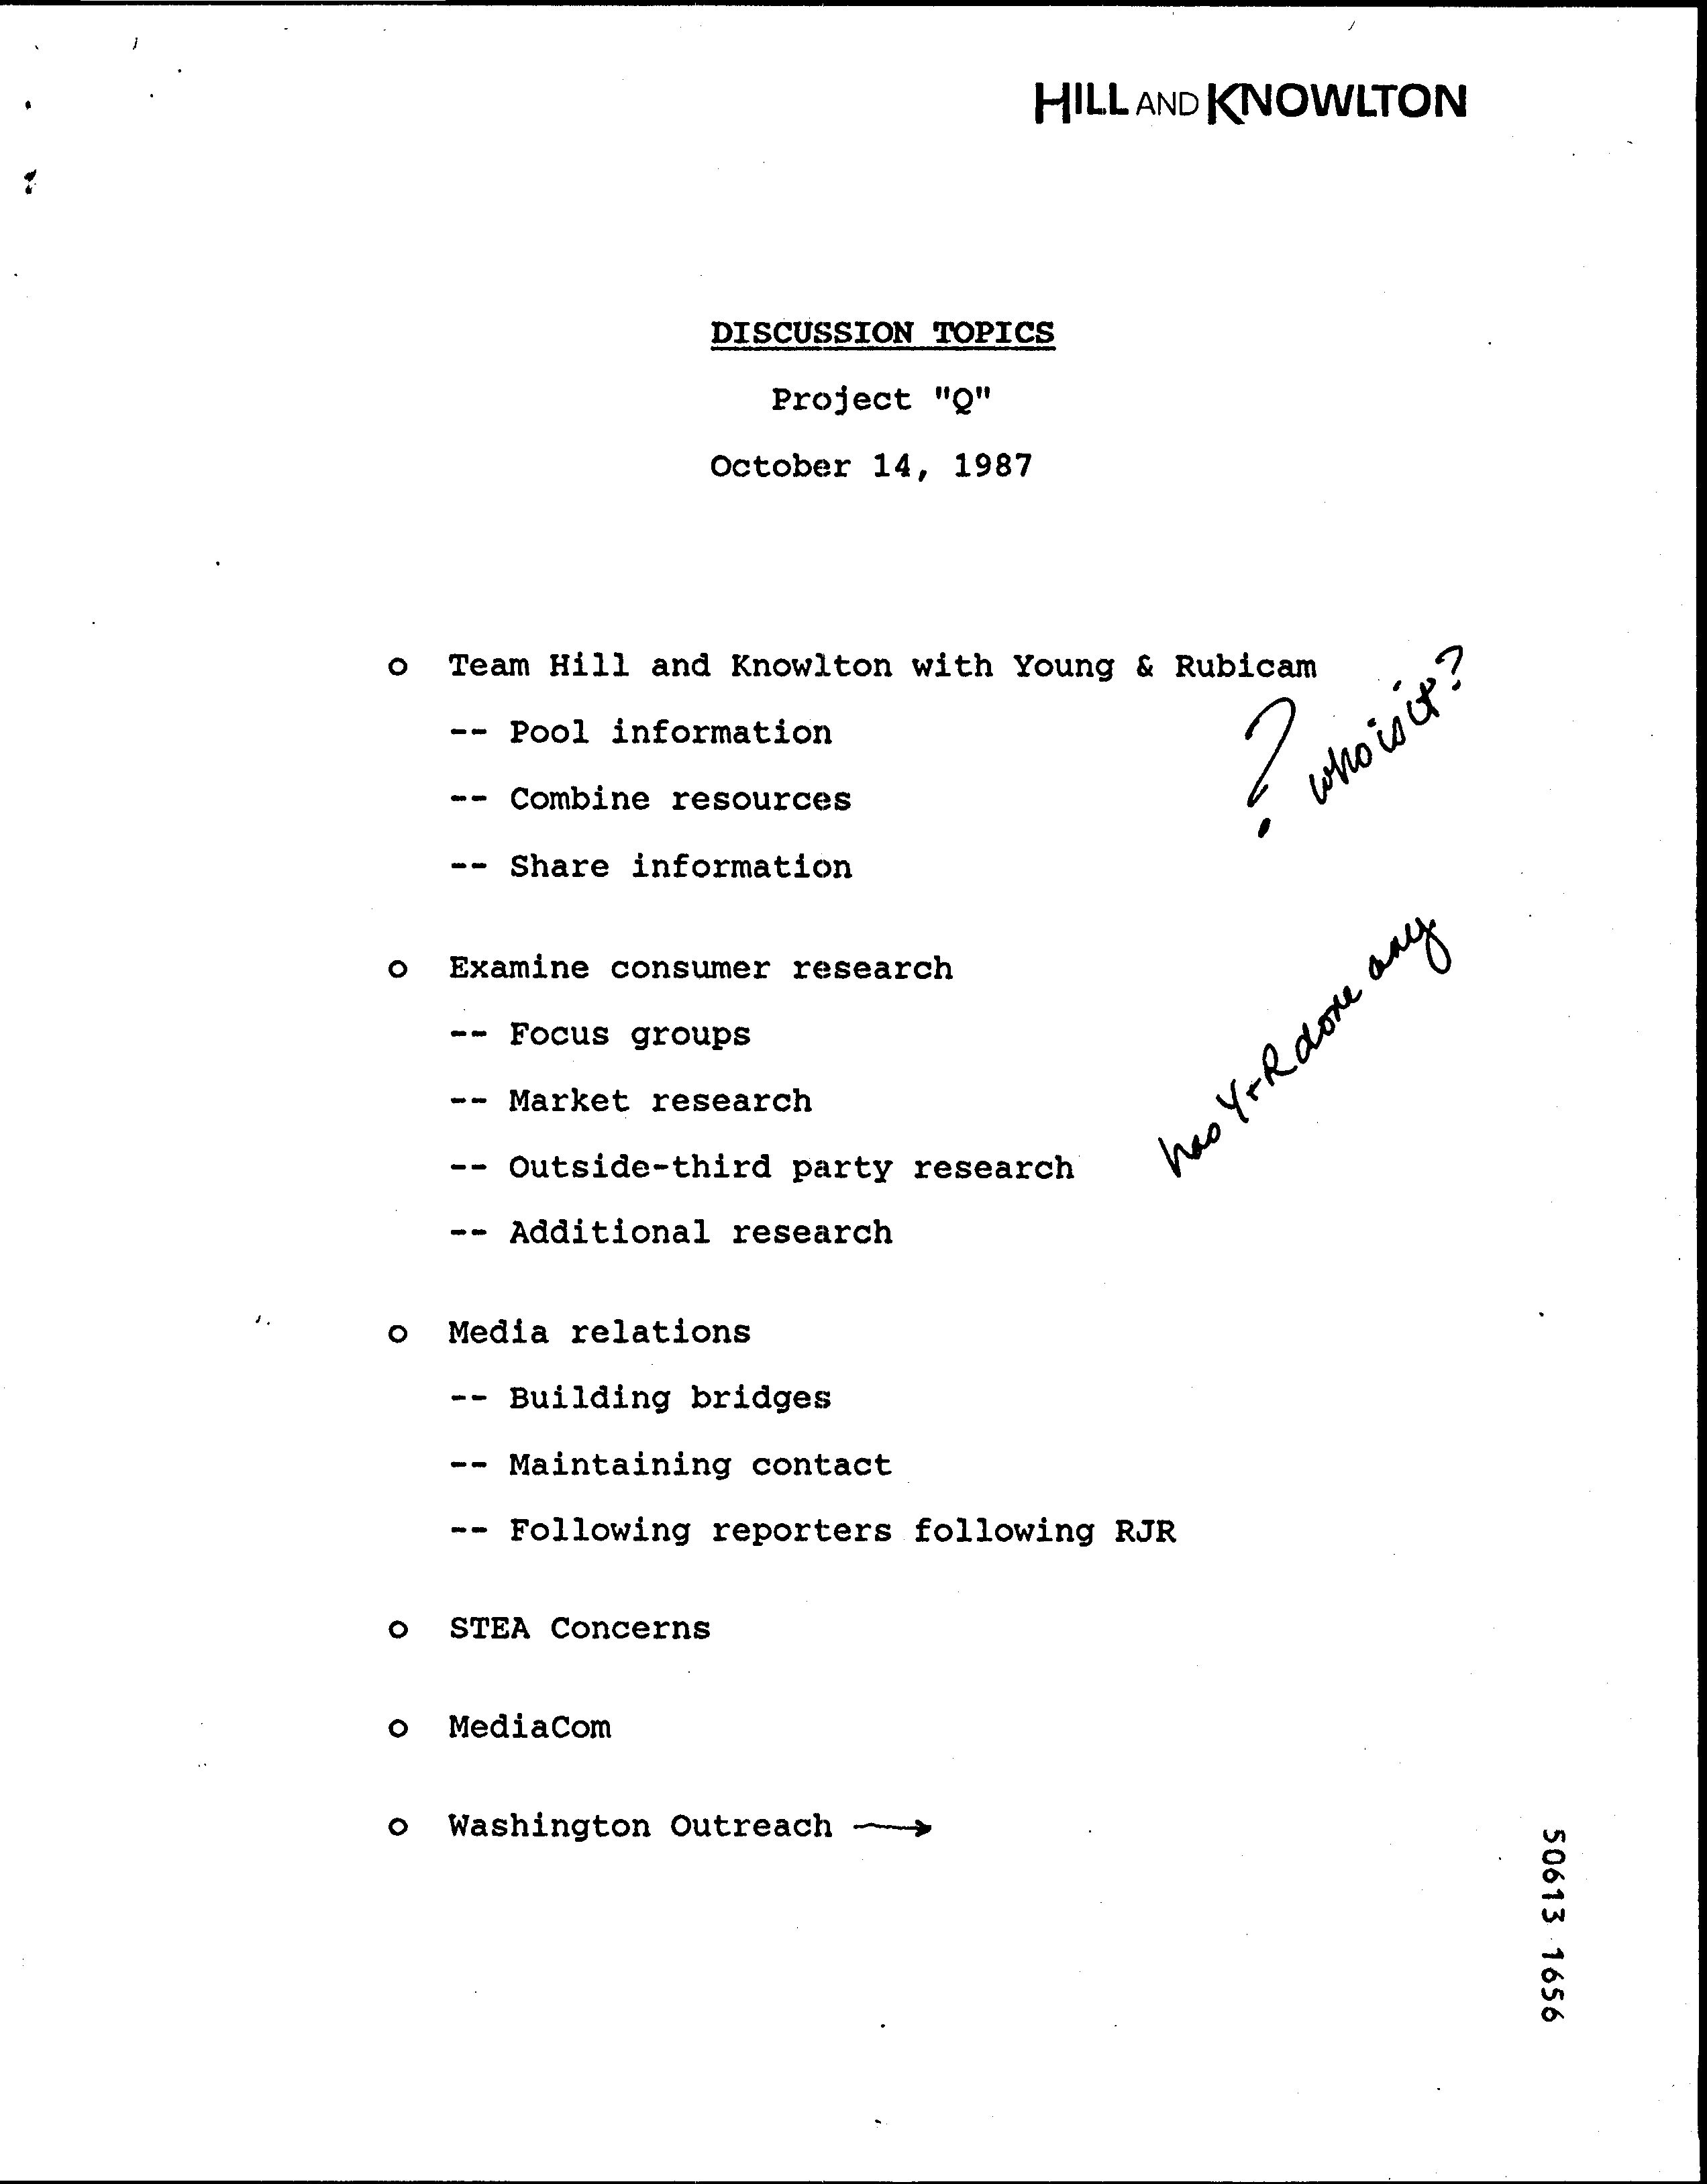 HILL AND KNOWLTON
DISCUSSION TOPICS
Project "Q"
October 14, 1987
o Team Hill and Knowlton with Young & Rubicam
-- Pool information
-- Combine resources
-- Share information
? who is it?
o Examine consumer research
-- Focus groups
-- Market research
-- Outside-third party research
-- Additional research
has Y+R done any
o Media relations
-- Building bridges
-- Maintaining contact
-- Following reporters following RJR
o STEA Concerns
o MediaCom
o Washington Outreach →
50613 1656